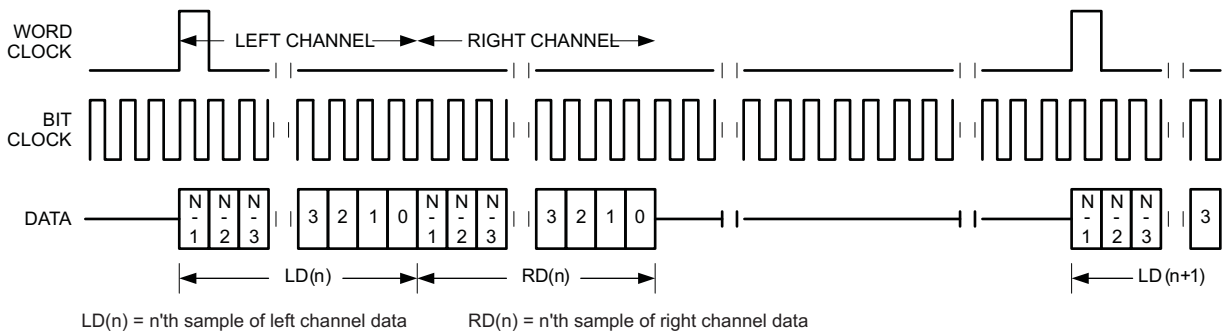 WORD
CLOCK
LEFT CHANNEL
RIGHT CHANNEL
BIT
CLOCK
DATA
N
-
1
N
-
2
N
-
3
3 2 1 0
N
-
1
N
-
2
N
-
3
3 2 1 0
N
-
1
N
-
2
N
-
3
3
LD(n)
RD(n)
LD (n+1)
LD(n) = n'th sample of left channel data
RD(n) = n'th sample of right channel data